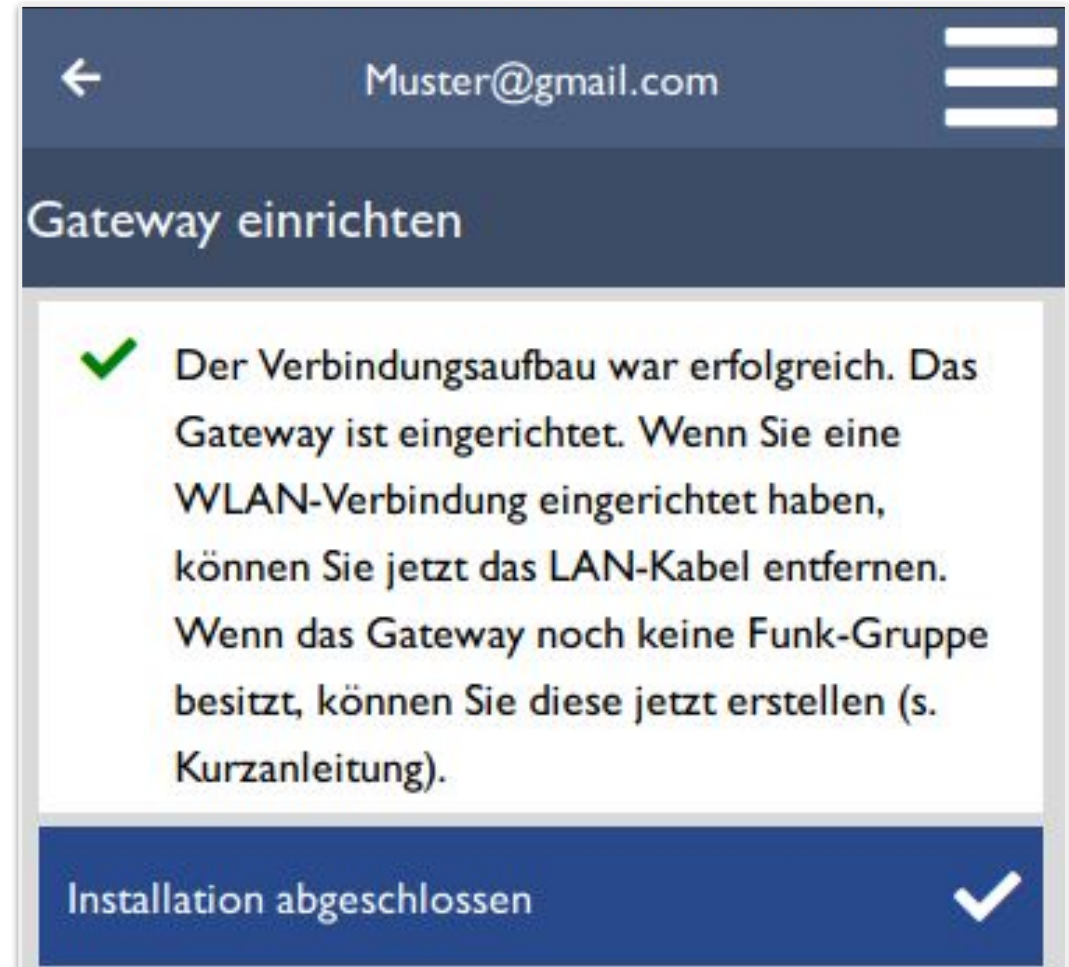 Muster@gmail.com
Gateway einrichten
Der Verbindungsaufbau war erfolgreich. Das
Gateway ist eingerichtet. Wenn Sie eine
WLAN-Verbindung eingerichtet haben,
können Sie jetzt das LAN-Kabel entfernen.
Wenn das Gateway noch keine Funk-Gruppe
besitzt, können Sie diese jetzt erstellen (s.
Kurzanleitung).
Installation abgeschlossen